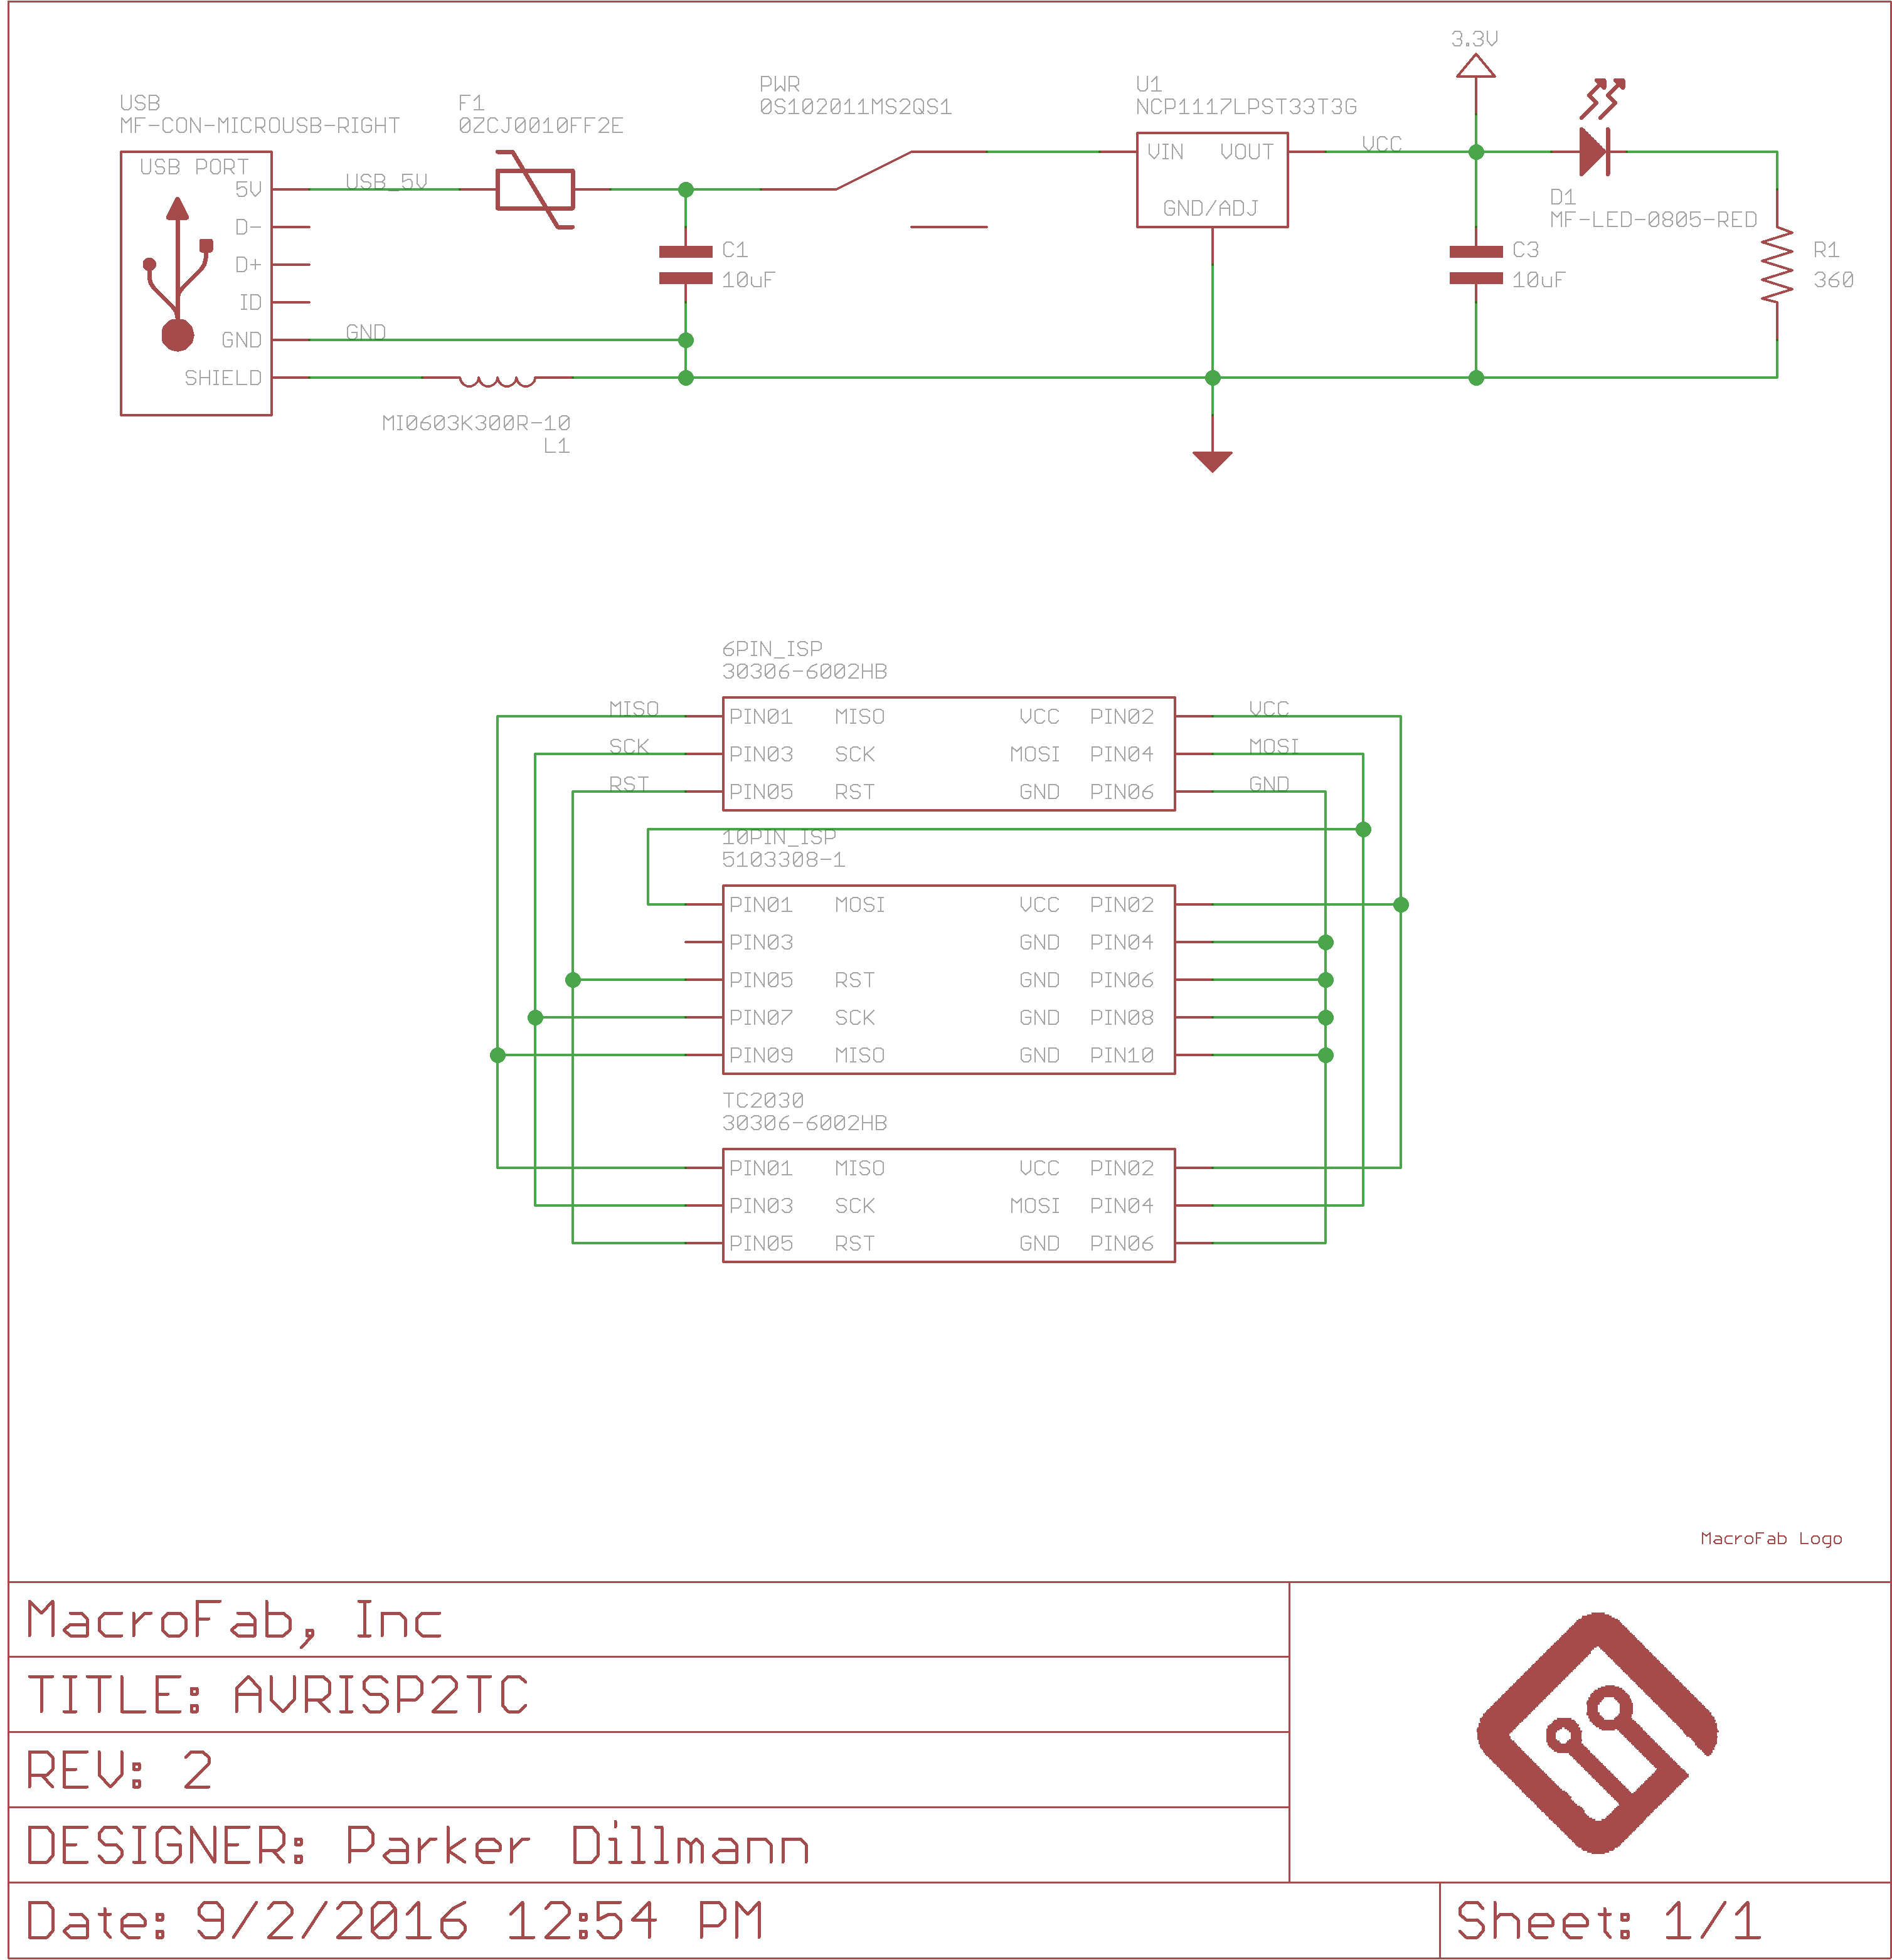 3.3V
USB
MF-CON-MICROUSB-RIGHT
F1
0ZCJ0010FF2E
PWR
0S102011MS2QS1
U1
NCP1117LPST33T3G
USB PORT
5V
D-
D+
ID
GND
SHIELD
USB_5V
GND
MI0603K300R-10
L1
C1
10uF
VIN
VOUT
GND/ADJ
VCC
D1
MF-LED-0805-RED
C3
10uF
R1
360
6PIN_ISP
30306-6002HB
MISO PIN01 MISO VCC PIN02 VCC
SCK PIN03 SCK MOSI PIN04 MOSI
RST PIN05 RST GND PIN06 GND
10PIN_ISP
5103308-1
PIN01 MOSI VCC PIN02
PIN03 GND PIN04
PIN05 RST GND PIN06
PIN07 SCK GND PIN08
PIN09 MISO GND PIN10
TC2030
30306-6002HB
PIN01 MISO VCC PIN02
PIN03 SCK MOSI PIN04
PIN05 RST GND PIN06
MacroFab Logo
MacroFab, Inc
TITLE: AVRISP2TC
REV: 2
DESIGNER: Parker Dillmann
Date: 9/2/2016 12:54 PM
Sheet: 1/1